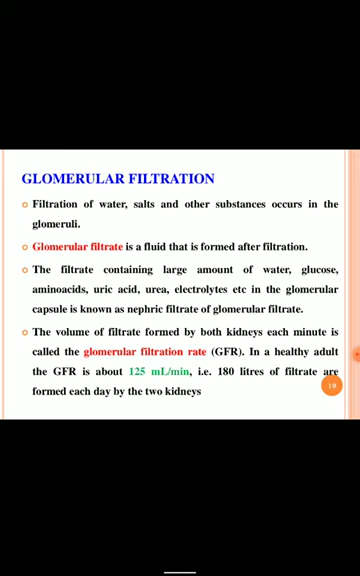 GLOMERULAR FILTRATION
Filtration of water, salts and other substances occurs in the
glomeruli.
Glomerular filtrate is a fluid that is formed after filtration.
The filtrate containing large amount of water, glucose,
aminoacids, uric acid, urea, electrolytes etc in the glomerular
capsule is known as nephric filtrate of glomerular filtrate.
The volume of filtrate formed by both kidneys each minute is
called the glomerular filtration rate (GFR). In a healthy adult
the GFR is about 125 mL/min, i.e. 180 litres of filtrate are
formed each day by the two kidneys
19